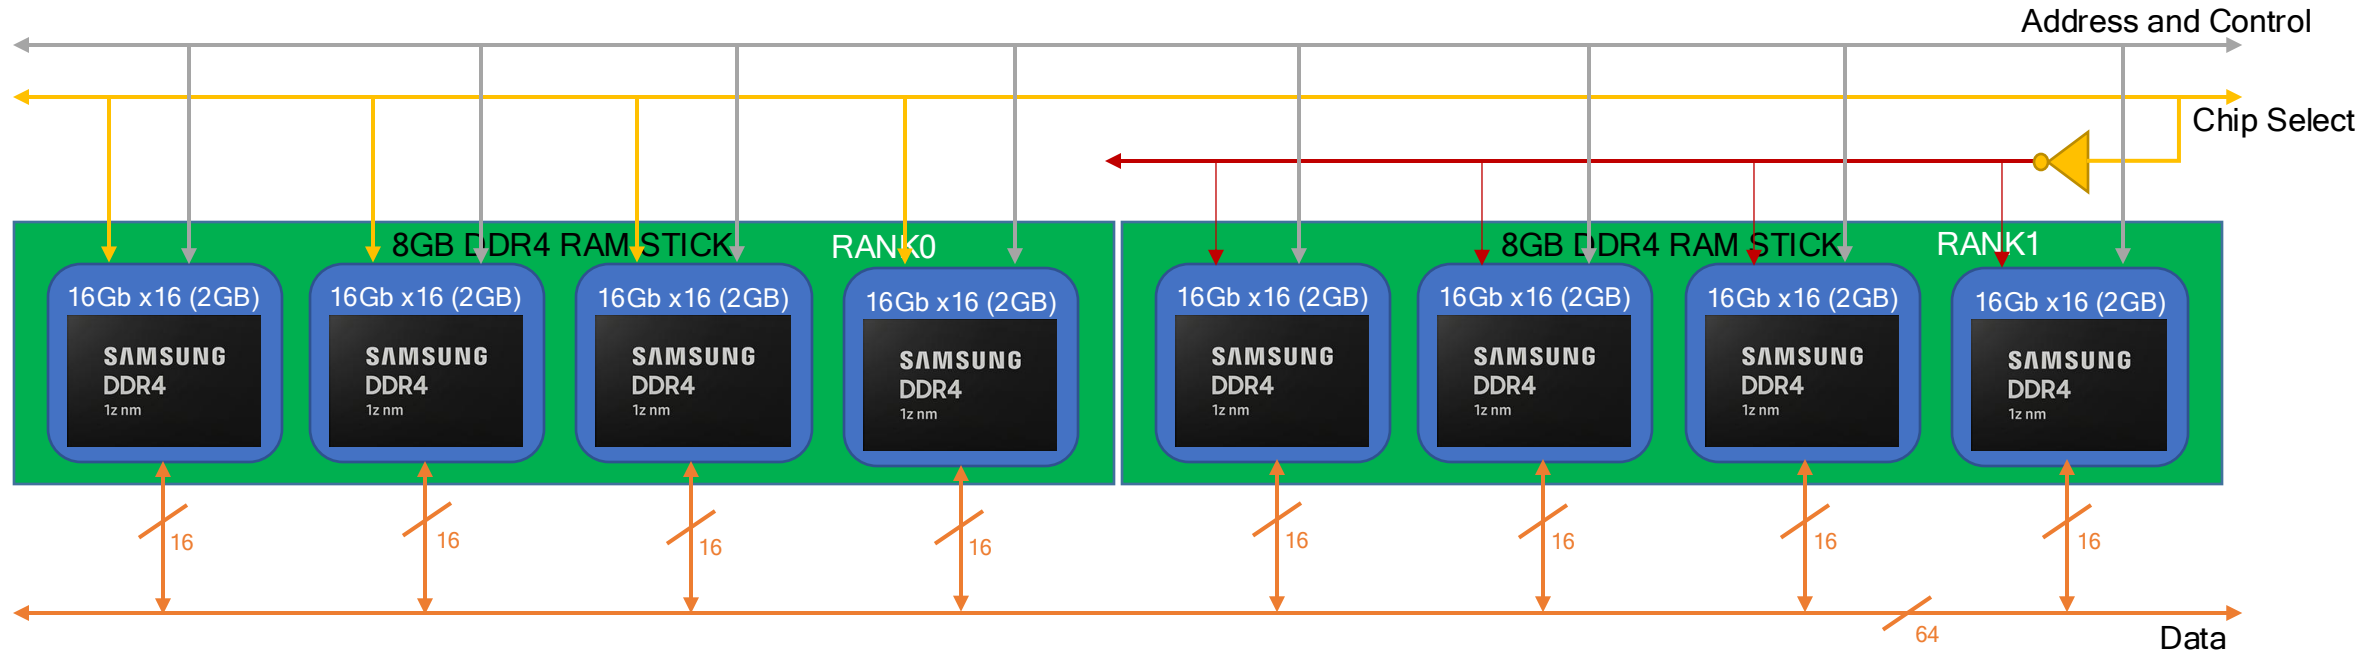 Address and Control
Chip Select
8GB DDR4 RAM STICK RANK0
8GB DDR4 RAM STICK RANK1
16Gb x16 (2GB)
SAMSUNG
DDR4
1z nm
16Gb x16 (2GB)
SAMSUNG
DDR4
1z nm
16Gb x16 (2GB)
SAMSUNG
DDR4
1z nm
16Gb x16 (2GB)
SAMSUNG
DDR4
1z nm
16Gb x16 (2GB)
SAMSUNG
DDR4
1z nm
16Gb x16 (2GB)
SAMSUNG
DDR4
1z nm
16Gb x16 (2GB)
SAMSUNG
DDR4
1z nm
16Gb x16 (2GB)
SAMSUNG
DDR4
1z nm
16
16
16
16
16
16
16
16
64
Data